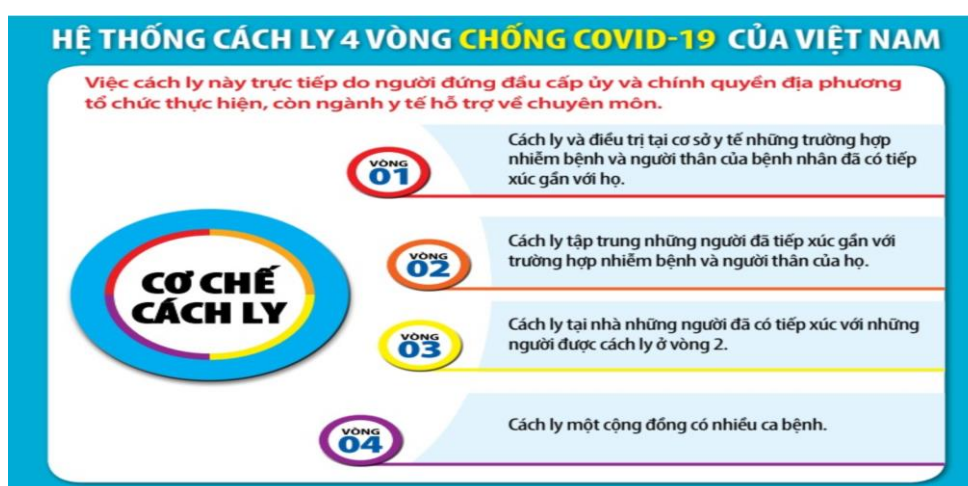 HỆ THỐNG CÁCH LY 4 VÒNG CHỐNG COVID-19 CỦA VIỆT NAM
Việc cách ly này trực tiếp do người đứng đầu cấp ủy và chính quyền địa phương
tổ chức thực hiện, còn ngành y tế hỗ trợ về chuyên môn.
CƠ CHẾ
CÁCH LY
VÒNG
01
Cách ly và điều trị tại cơ sở y tế những trường hợp
nhiễm bệnh và người thân của bệnh nhân đã có tiếp
xúc gần với họ.
VÒNG
02
Cách ly tập trung những người đã tiếp xúc gần với
trường hợp nhiễm bệnh và người thân của họ.
VÒNG
03
Cách ly tại nhà những người đã có tiếp xúc với những
người được cách ly ở vòng 2.
VÒNG
04
Cách ly một cộng đồng có nhiều ca bệnh.